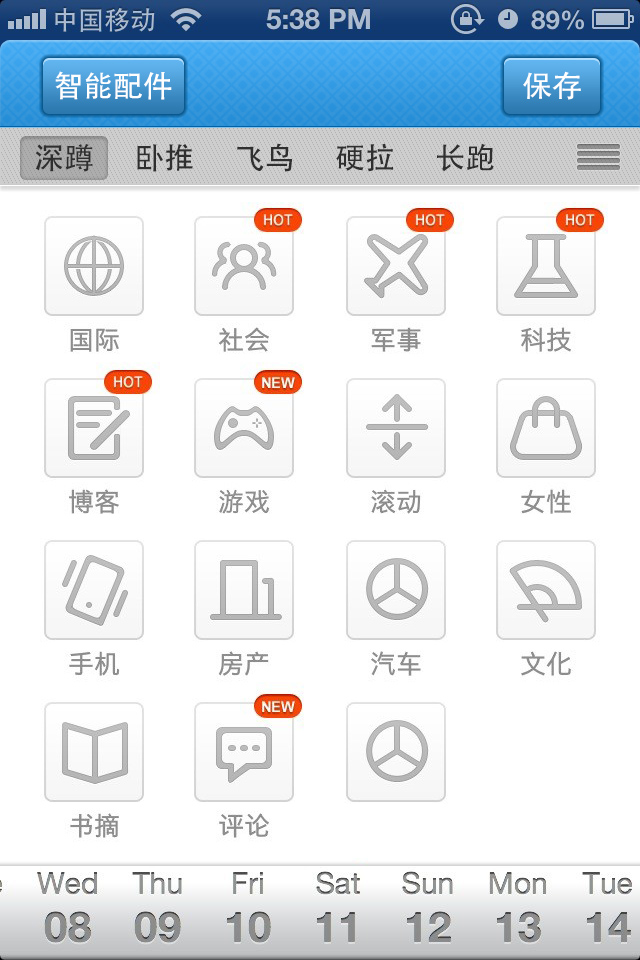 中国移动 5:38 PM 89%
智能配件 保存
深蹲 卧推 飞鸟 硬拉 长跑
HOT HOT HOT
国际 社会 军事 科技
HOT NEW
博客 游戏 滚动 女性
手机 房产 汽车 文化
NEW
书摘 评论
Wed Thu Fri Sat Sun Mon Tue
08 09 10 11 12 13 14